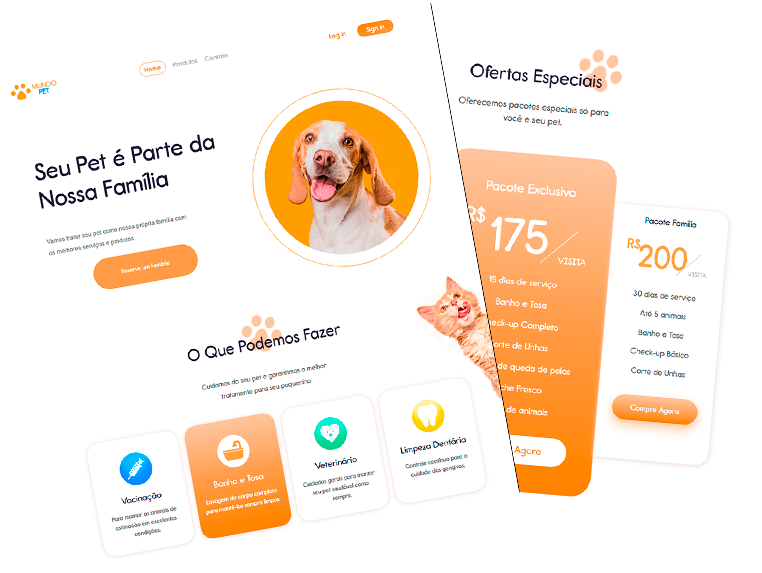 Log in
Sign in
Home
Produtos
Contato
MUNDO
PET
Seu Pet é Parte da
Nossa Família
Vamos tratar seu pet como nossa própria família com
os melhores serviços e produtos.
Reserve um Horário
O Que Podemos Fazer
Cuidamos do seu pet e garantimos o melhor
tratamento para seu pequenino
Vacinação
Para manter os animais de
estimação em excelentes
condições.
Banho e Tosa
Lavagem de corpo completo
para mantê-los sempre limpos.
Veterinário
Cuidados gerais para manter
seu pet saudável como
sempre.
Limpeza Dentária
Controle contínuo para o
cuidado das gengivas.
Ofertas Especiais
Oferecemos pacotes especiais só para
você e seu pet.
Pacote Exclusivo
R$
175
VISITA
15 dias de serviço
Banho e Tosa
Check-up Completo
Corte de Unhas
de queda de pelos
che Fresco
de animais
Agora
Pacote Família
R$
200
VISITA
30 dias de serviço
Até 5 animais
Banho e Tosa
Check-up Básico
Corte de Unhas
Compre Agora